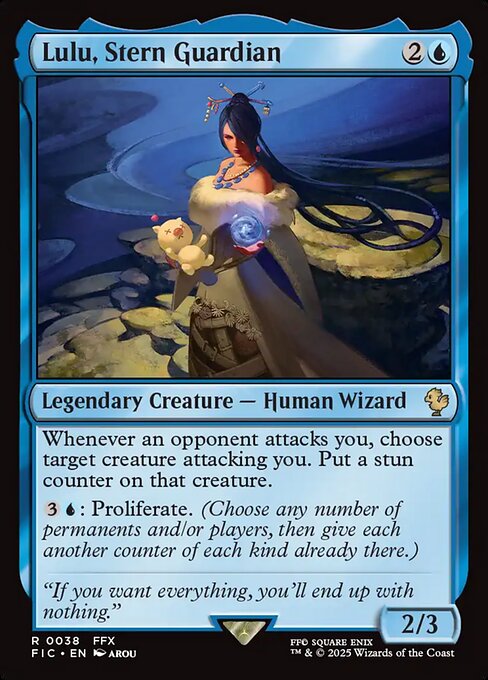 Lulu, Stern Guardian 2
Legendary Creature — Human Wizard
Whenever an opponent attacks you, choose
target creature attacking you. Put a stun
counter on that creature.
3 : Proliferate. (Choose any number of
permanents and/or players, then give each
another counter of each kind already there.)
"If you want everything, you'll end up with
nothing."
2/3
R 0038 FFX
FIC • EN AROU
FF© SQUARE ENIX
™ & © 2025 Wizards of the Coast